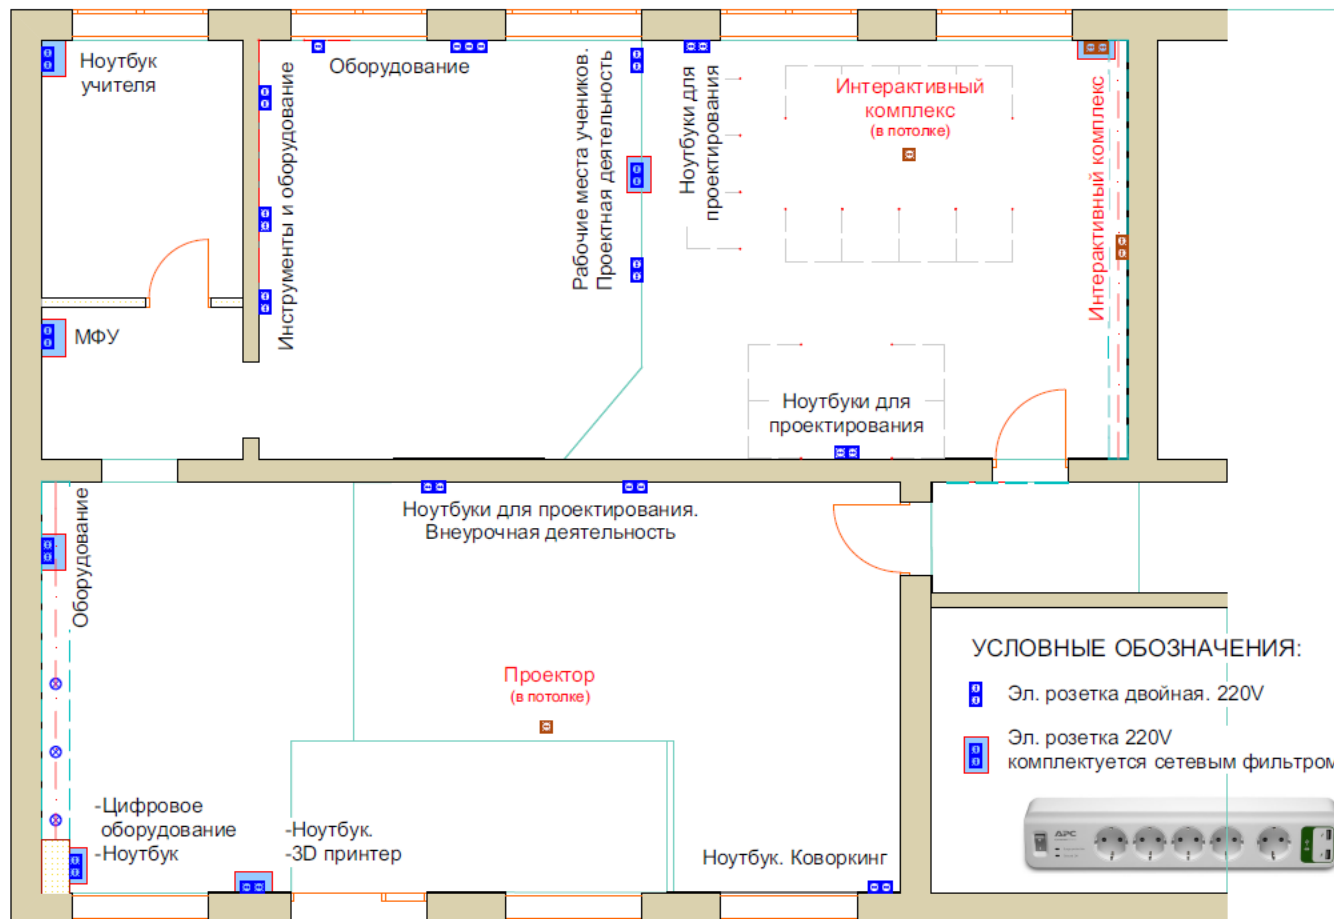 Ноутбук
учителя
Оборудование
Инструменты и оборудование
Рабочие места учеников.
Проектная деятельность
Ноутбуки для
проектирования
Интерактивный
комплекс
(в потолке)
Интерактивный комплекс
МФУ
Ноутбуки для
проектирования
Оборудование
Ноутбуки для проектирования.
Внеурочная деятельность
Проектор
(в потолке)
-Цифровое
оборудование
-Ноутбук
-Ноутбук.
-3D принтер
Ноутбук. Коворкинг
УСЛОВНЫЕ ОБОЗНАЧЕНИЯ:
Эл. розетка двойная. 220V
Эл. розетка 220V
комплектуется сетевым фильтром
APC